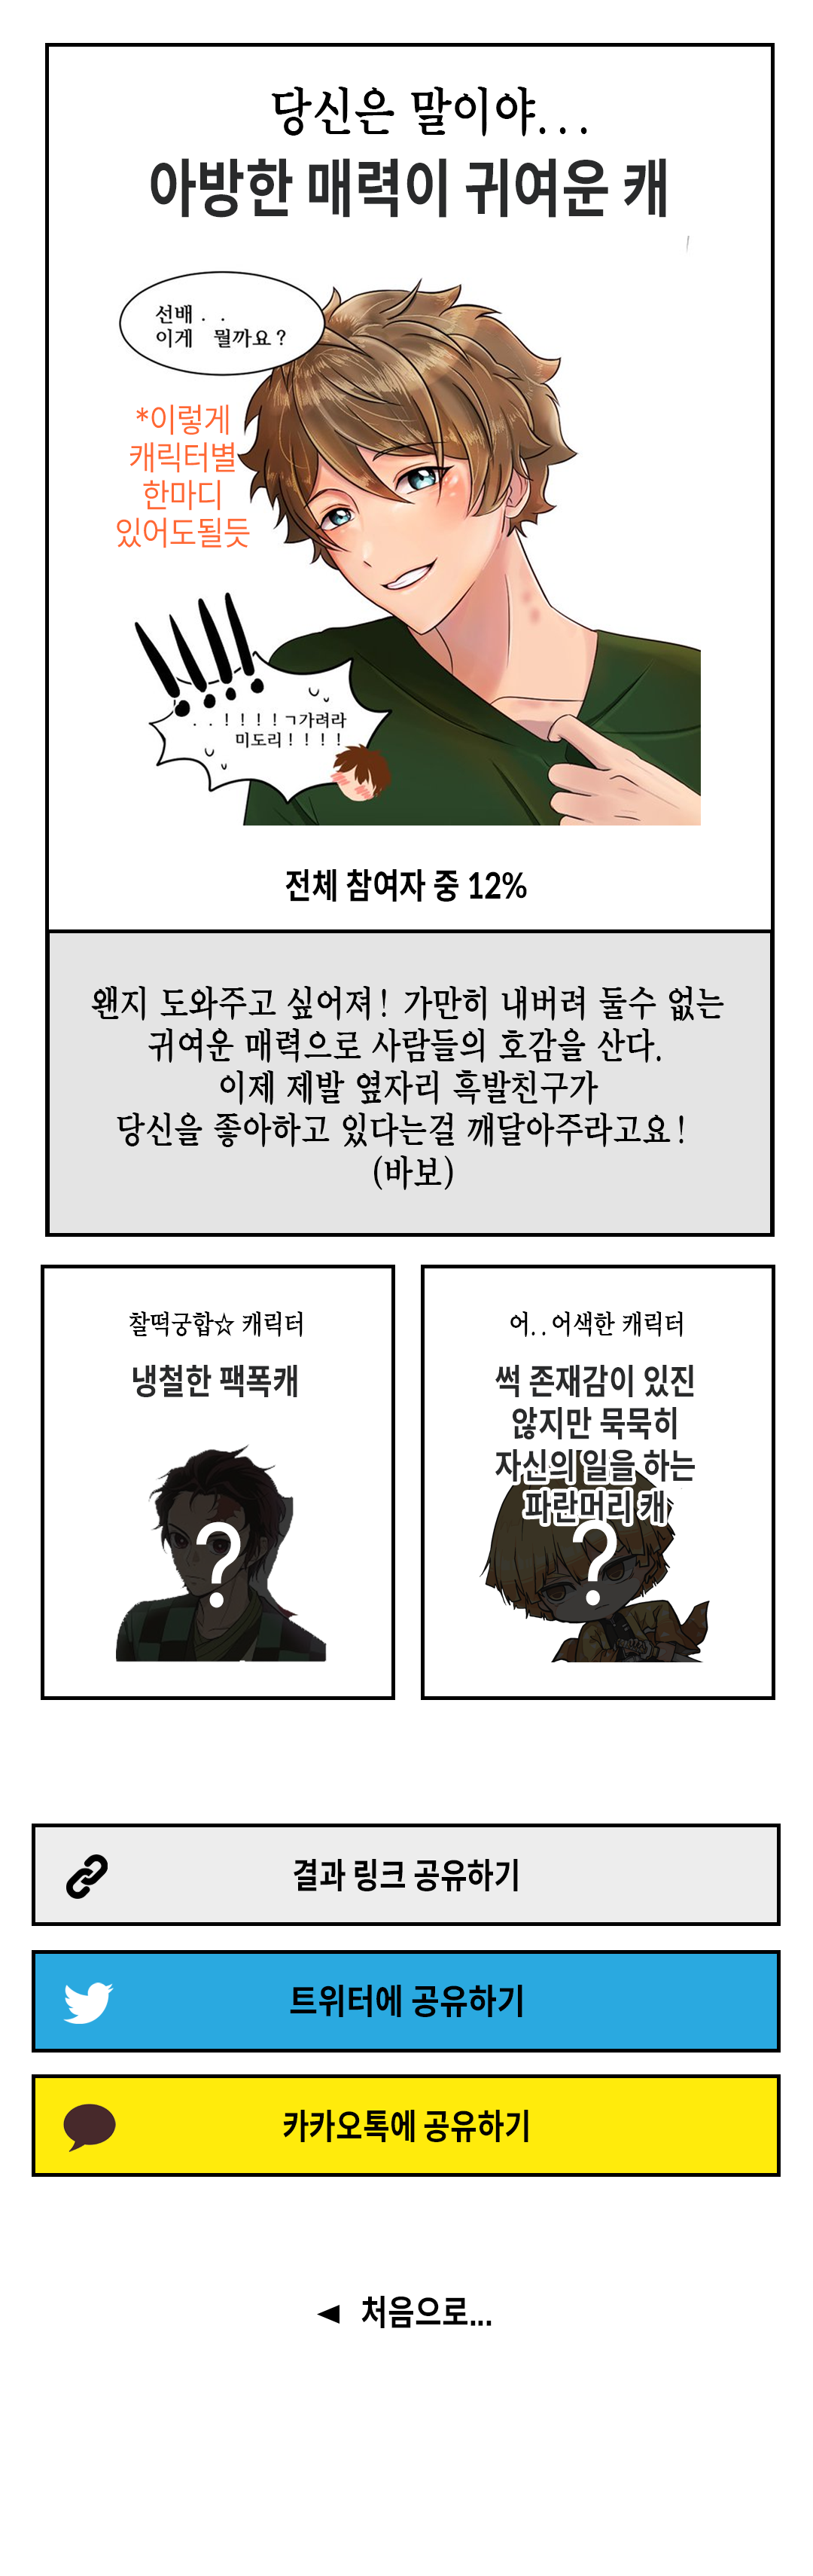 당신은 말이야...
아방한 매력이 귀여운 캐
선배 . .
이게 뭘까요?
*이렇게
캐릭터별
한마디
있어도될듯
. . ! ! ! ! ㄱ가려라
미도리! ! ! !
전체 참여자 중 12%
왠지 도와주고 싶어져! 가만히 내버려 둘수 없는
귀여운 매력으로 사람들의 호감을 산다.
이제 제발 옆자리 흑발친구가
당신을 좋아하고 있다는걸 깨달아주라고요!
(바보)
찰떡궁합☆ 캐릭터
냉철한 팩폭캐
?
어..어색한 캐릭터
썩 존재감이 있진
않지만 묵묵히
자신의 일을 하는
파란머리 캐
?
결과 링크 공유하기
트위터에 공유하기
카카오톡에 공유하기
◀ 처음으로...